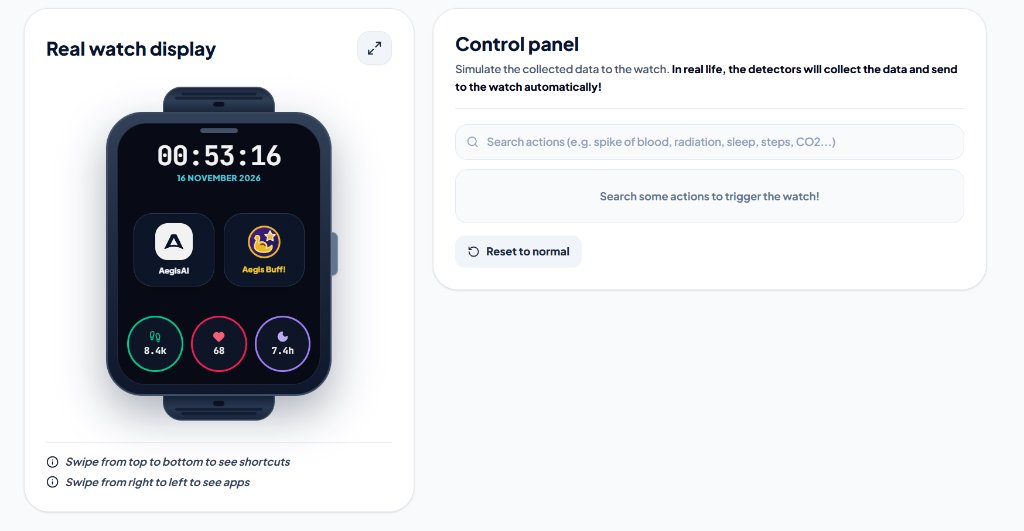 Real watch display
00:53:16
16 NOVEMBER 2026
AegisAI
Aegis Buff!
8.4k
68
7.4h
Swipe from top to bottom to see shortcuts
Swipe from right to left to see apps
Control panel
Simulate the collected data to the watch. In real life, the detectors will collect the data and send
to the watch automatically!
Search actions (e.g. spike of blood, radiation, sleep, steps, CO2...)
Search some actions to trigger the watch!
Reset to normal